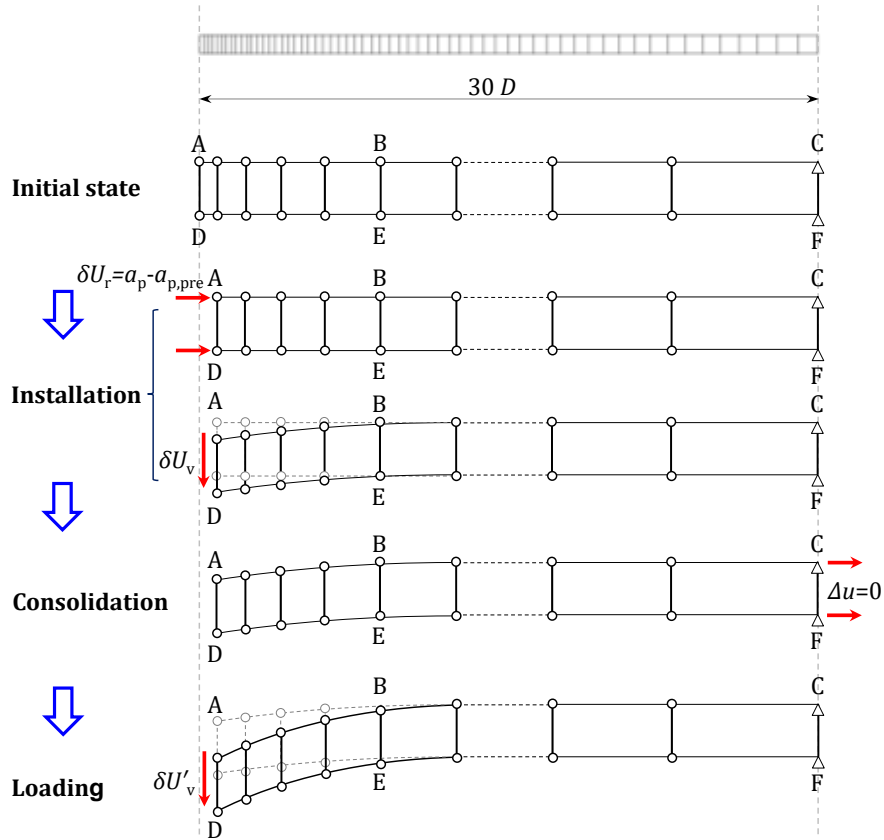 30 D
A B C
Initial state
D E F
δUr=ap-ap,pre A B C
D E F
Installation
A B C
δUv
D E F
A B C
Consolidation Δu=0
D E F
A B C
δU′v
Loading
D E F